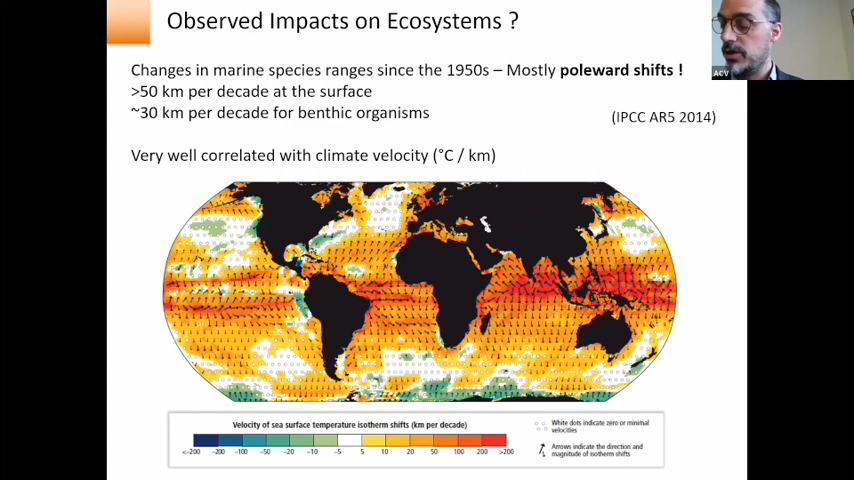 Observed Impacts on Ecosystems ?
ACV
Changes in marine species ranges since the 1950s – Mostly poleward shifts !
>50 km per decade at the surface
~30 km per decade for benthic organisms
(IPCC AR5 2014)
Very well correlated with climate velocity (°C / km)
Velocity of sea surface temperature isotherm shifts (km per decade)
<-200 -200 -100 -50 -20 -10 -5 5 10 20 50 100 200 >200
White dots indicate zero or minimal
velocities
Arrows indicate the direction and
magnitude of isotherm shifts